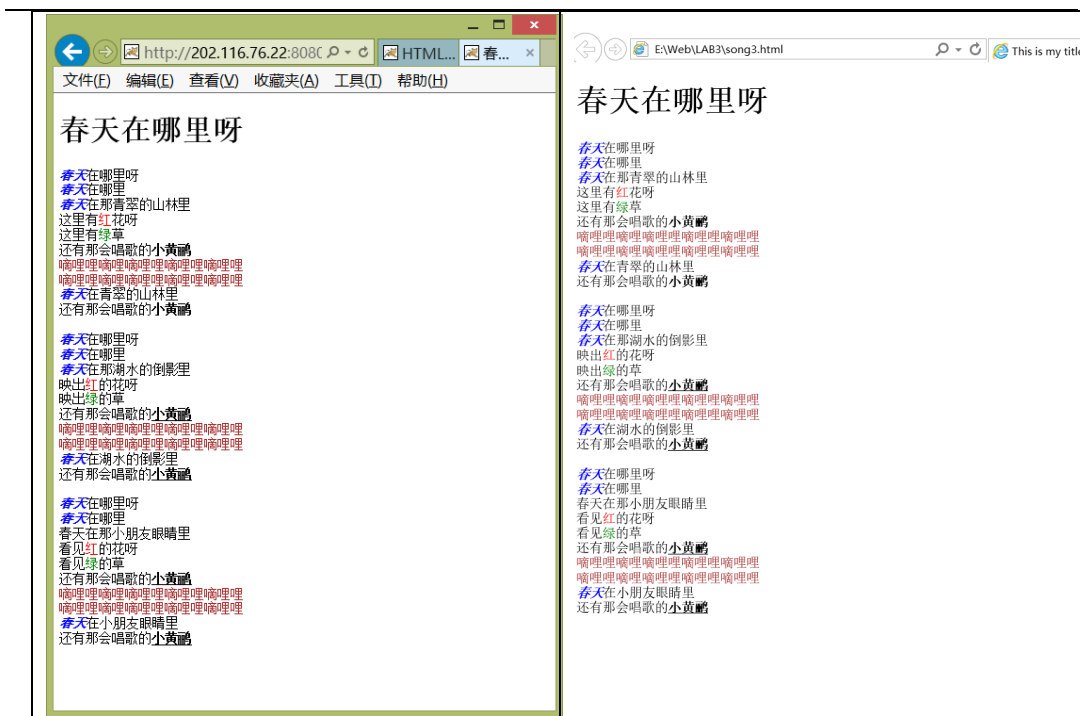 http://202.116.76.22:8080
HTML...
春...
文件(F) 编辑(E) 查看(V) 收藏夹(A) 工具(T) 帮助(H)
春天在哪里呀
春天在哪里呀
春天在哪里
春天在那青翠的山林里
这里有红花呀
这里有绿草
还有那会唱歌的小黄鹂
嘀哩哩嘀哩嘀哩哩嘀哩哩嘀哩哩
嘀哩哩嘀哩嘀哩哩嘀哩哩嘀哩哩
春天在青翠的山林里
还有那会唱歌的小黄鹂
春天在哪里呀
春天在哪里
春天在那湖水的倒影里
映出红的花呀
映出绿的草
还有那会唱歌的小黄鹂
嘀哩哩嘀哩嘀哩哩嘀哩哩嘀哩哩
嘀哩哩嘀哩嘀哩哩嘀哩哩嘀哩哩
春天在湖水的倒影里
还有那会唱歌的小黄鹂
春天在哪里呀
春天在哪里
春天在那小朋友眼睛里
看见红的花呀
看见绿的草
还有那会唱歌的小黄鹂
嘀哩哩嘀哩嘀哩哩嘀哩哩嘀哩哩
嘀哩哩嘀哩嘀哩哩嘀哩哩嘀哩哩
春天在小朋友眼睛里
还有那会唱歌的小黄鹂
E:\Web\LAB3\song3.html
This is my title
春天在哪里呀
春天在哪里呀
春天在哪里
春天在那青翠的山林里
这里有红花呀
这里有绿草
还有那会唱歌的小黄鹂
嘀哩哩嘀哩嘀哩哩嘀哩哩嘀哩哩
嘀哩哩嘀哩嘀哩哩嘀哩哩嘀哩哩
春天在青翠的山林里
还有那会唱歌的小黄鹂
春天在哪里呀
春天在哪里
春天在那湖水的倒影里
映出红的花呀
映出绿的草
还有那会唱歌的小黄鹂
嘀哩哩嘀哩嘀哩哩嘀哩哩嘀哩哩
嘀哩哩嘀哩嘀哩哩嘀哩哩嘀哩哩
春天在湖水的倒影里
还有那会唱歌的小黄鹂
春天在哪里呀
春天在哪里
春天在那小朋友眼睛里
看见红的花呀
看见绿的草
还有那会唱歌的小黄鹂
嘀哩哩嘀哩嘀哩哩嘀哩哩嘀哩哩
嘀哩哩嘀哩嘀哩哩嘀哩哩嘀哩哩
春天在小朋友眼睛里
还有那会唱歌的小黄鹂